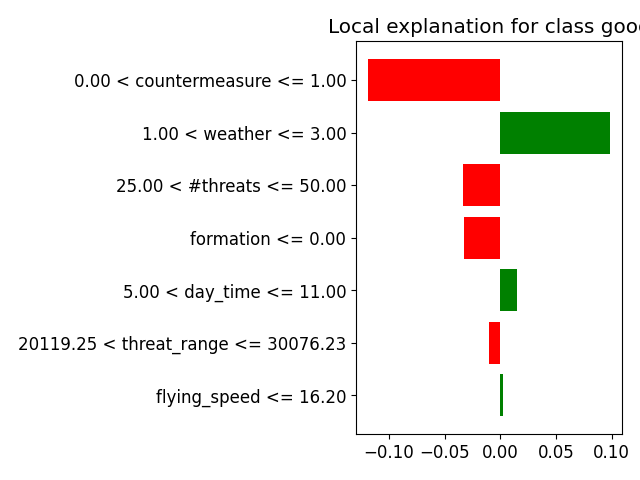 Local explanation for class good
0.00 < countermeasure <= 1.00
1.00 < weather <= 3.00
25.00 < #threats <= 50.00
formation <= 0.00
5.00 < day_time <= 11.00
20119.25 < threat_range <= 30076.23
flying_speed <= 16.20
−0.10 −0.05 0.00 0.05 0.10